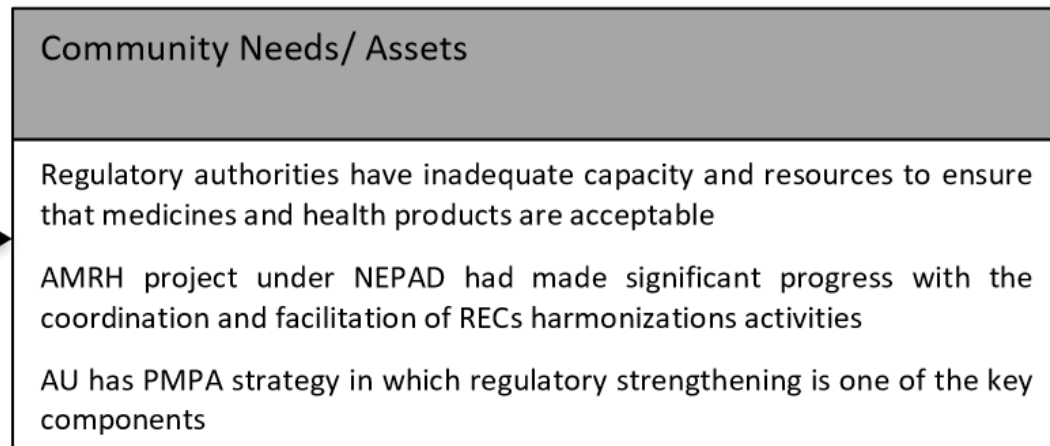 Community Needs/ Assets
Regulatory authorities have inadequate capacity and resources to ensure
that medicines and health products are acceptable
AMRH project under NEPAD had made significant progress with the
coordination and facilitation of RECs harmonizations activities
AU has PMPA strategy in which regulatory strengthening is one of the key
components